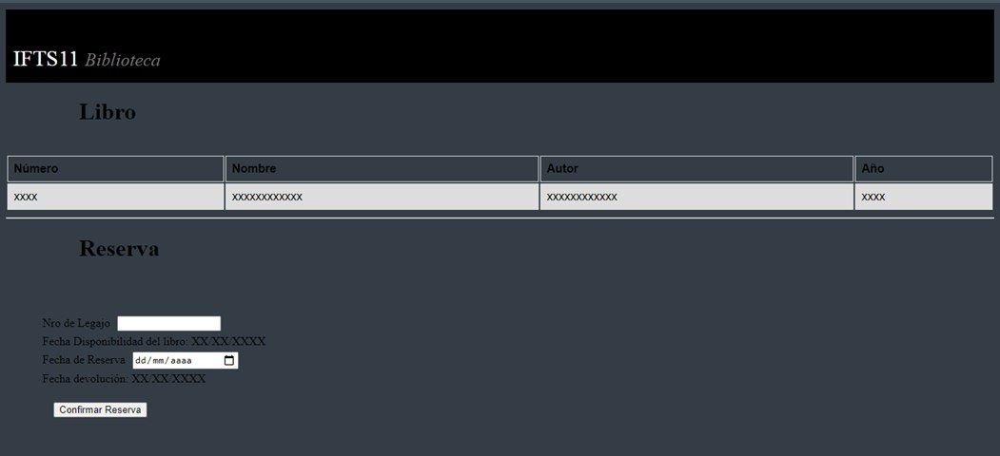 IFTS11 Biblioteca
Libro
Número Nombre Autor Año
xxxx xxxxxxxxxxxx xxxxxxxxxxxx xxxx
Reserva
Nro de Legajo
Fecha Disponibilidad del libro: XX/XX/XXXX
Fecha de Reserva dd/mm/aaaa
Fecha devolución: XX/XX/XXXX
Confirmar Reserva